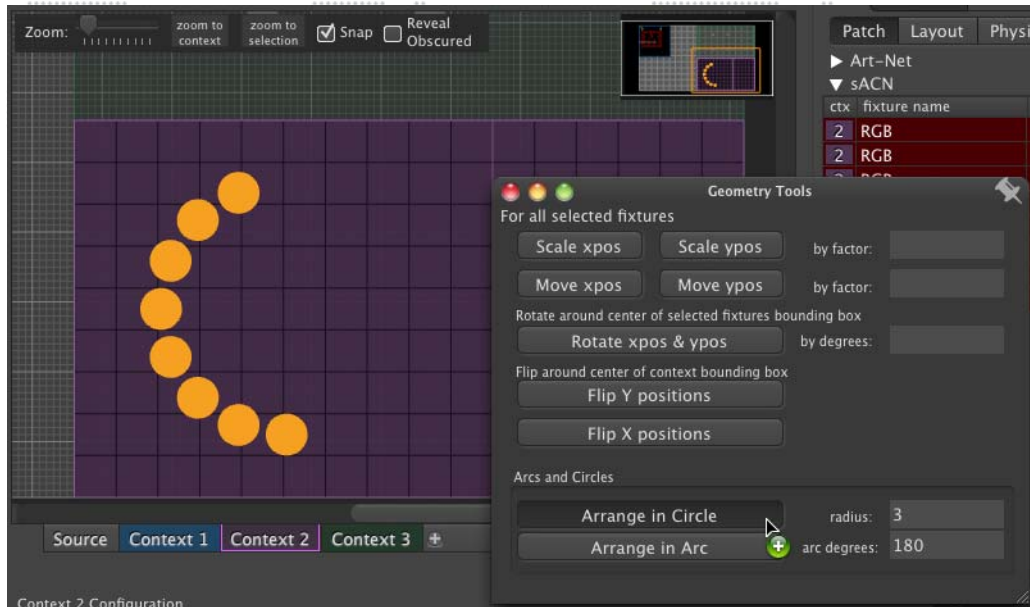 Zoom:
zoom to
context
zoom to
selection
Snap
Reveal
Obscured
Patch
Layout
Physi
Art-Net
sACN
ctx fixture name
2 RGB
2 RGB
Geometry Tools
For all selected fixtures
Scale xpos
Scale ypos
by factor:
Move xpos
Move ypos
by factor:
Rotate around center of selected fixtures bounding box
Rotate xpos & ypos
by degrees:
Flip around center of context bounding box
Flip Y positions
Flip X positions
Arcs and Circles
Arrange in Circle
radius: 3
Arrange in Arc
arc degrees: 180
Source
Context 1
Context 2
Context 3
Context 2 Configuration